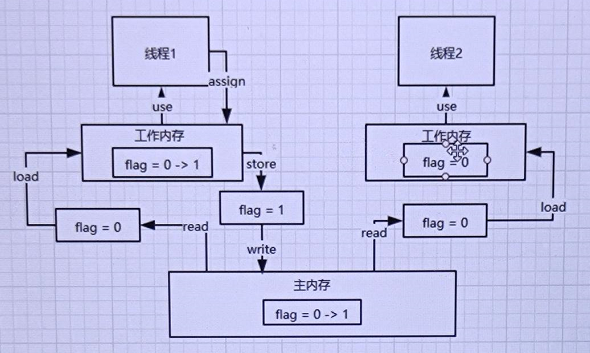 线程1
线程2
assign
use
use
工作内存
工作内存
flag = 0 -> 1
flag = 0
store
load
load
flag = 1
flag = 0
flag = 0
read
read
write
主内存
flag = 0 -> 1